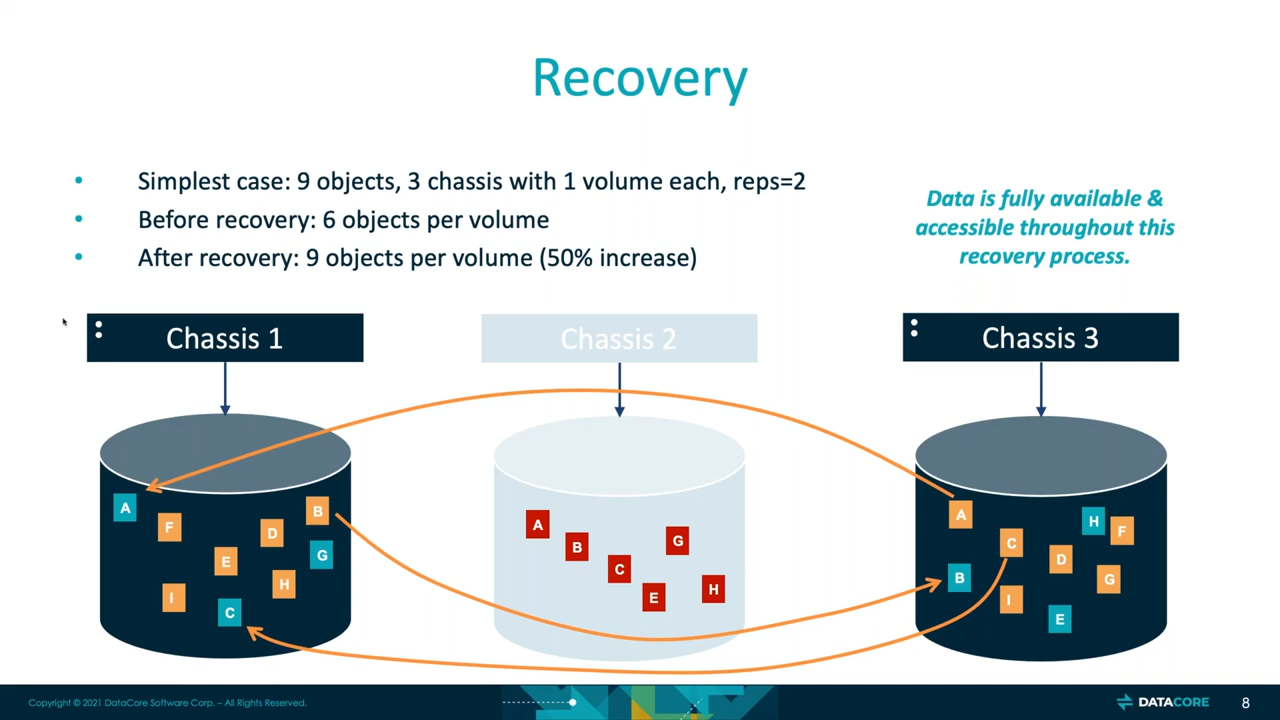 Recovery
• Simplest case: 9 objects, 3 chassis with 1 volume each, reps=2
• Before recovery: 6 objects per volume
• After recovery: 9 objects per volume (50% increase)
Data is fully available &
accessible throughout this
recovery process.
Chassis 1
Chassis 2
Chassis 3
A
F
B
D
G
E
H
I
C
A
B
G
C
E
H
A
H
F
C
D
B
G
I
E
Copyright © 2021 DataCore Software Corp. – All Rights Reserved.
DATACORE
8